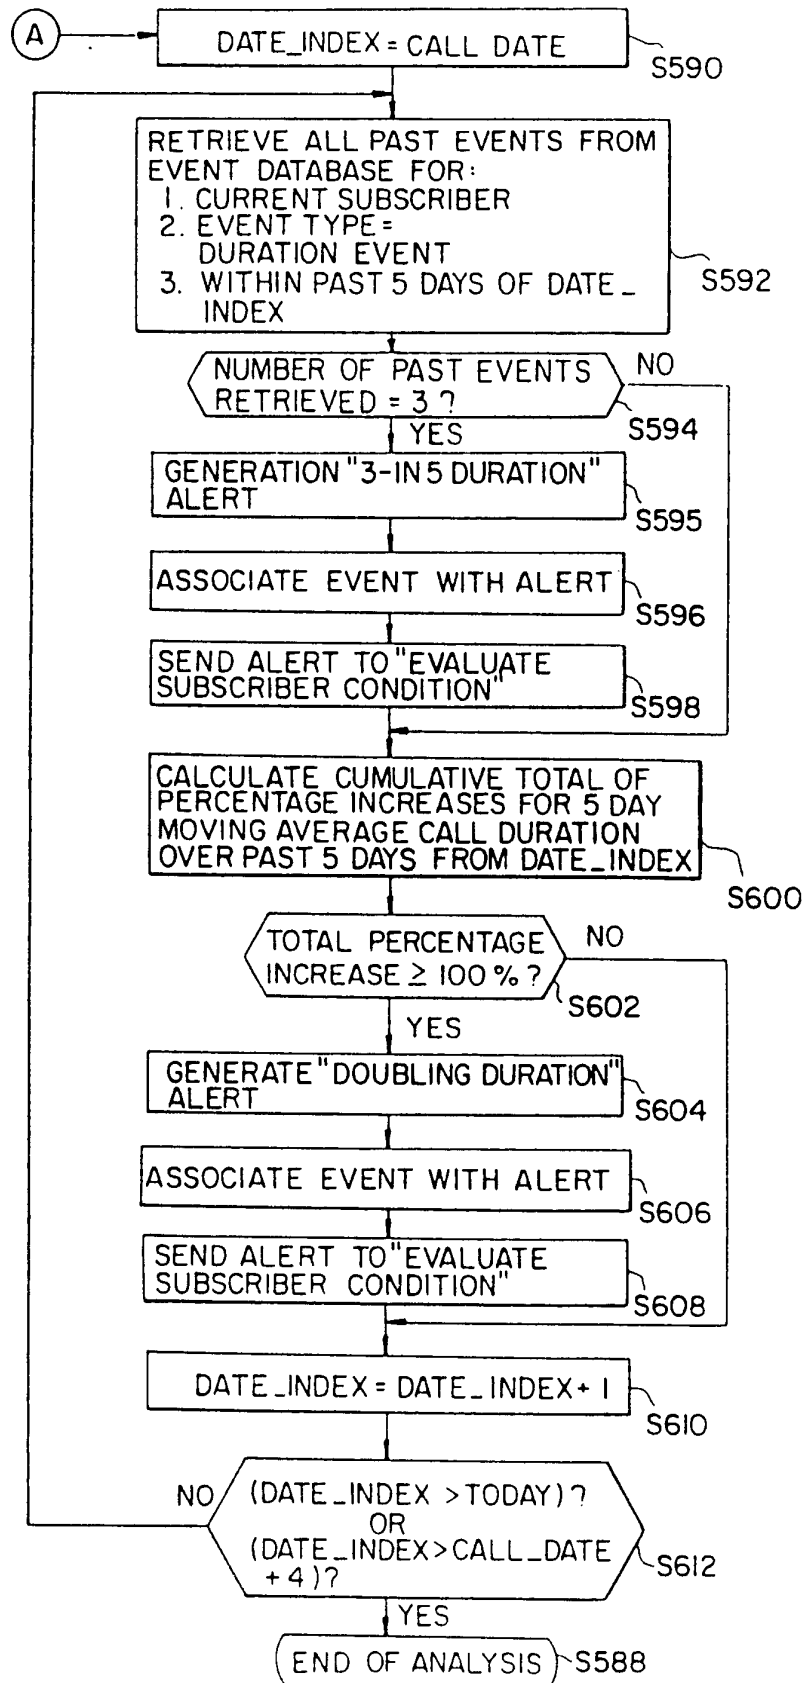 A
DATE_INDEX = CALL DATE
S590
RETRIEVE ALL PAST EVENTS FROM
EVENT DATABASE FOR:
1. CURRENT SUBSCRIBER
2. EVENT TYPE =
DURATION EVENT
3. WITHIN PAST 5 DAYS OF DATE_
INDEX
S592
NUMBER OF PAST EVENTS
RETRIEVED = 3 ?
NO
S594
YES
GENERATION "3-IN 5 DURATION"
ALERT
S595
ASSOCIATE EVENT WITH ALERT
S596
SEND ALERT TO "EVALUATE
SUBSCRIBER CONDITION"
S598
CALCULATE CUMULATIVE TOTAL OF
PERCENTAGE INCREASES FOR 5 DAY
MOVING AVERAGE CALL DURATION
OVER PAST 5 DAYS FROM DATE_INDEX
S600
TOTAL PERCENTAGE
INCREASE ≥ 100 % ?
NO
S602
YES
GENERATE "DOUBLING DURATION"
ALERT
S604
ASSOCIATE EVENT WITH ALERT
S606
SEND ALERT TO "EVALUATE
SUBSCRIBER CONDITION"
S608
DATE_INDEX = DATE_INDEX + 1
S610
NO
(DATE_INDEX > TODAY) ?
OR
(DATE_INDEX > CALL_DATE
+ 4) ?
S612
YES
END OF ANALYSIS
S588